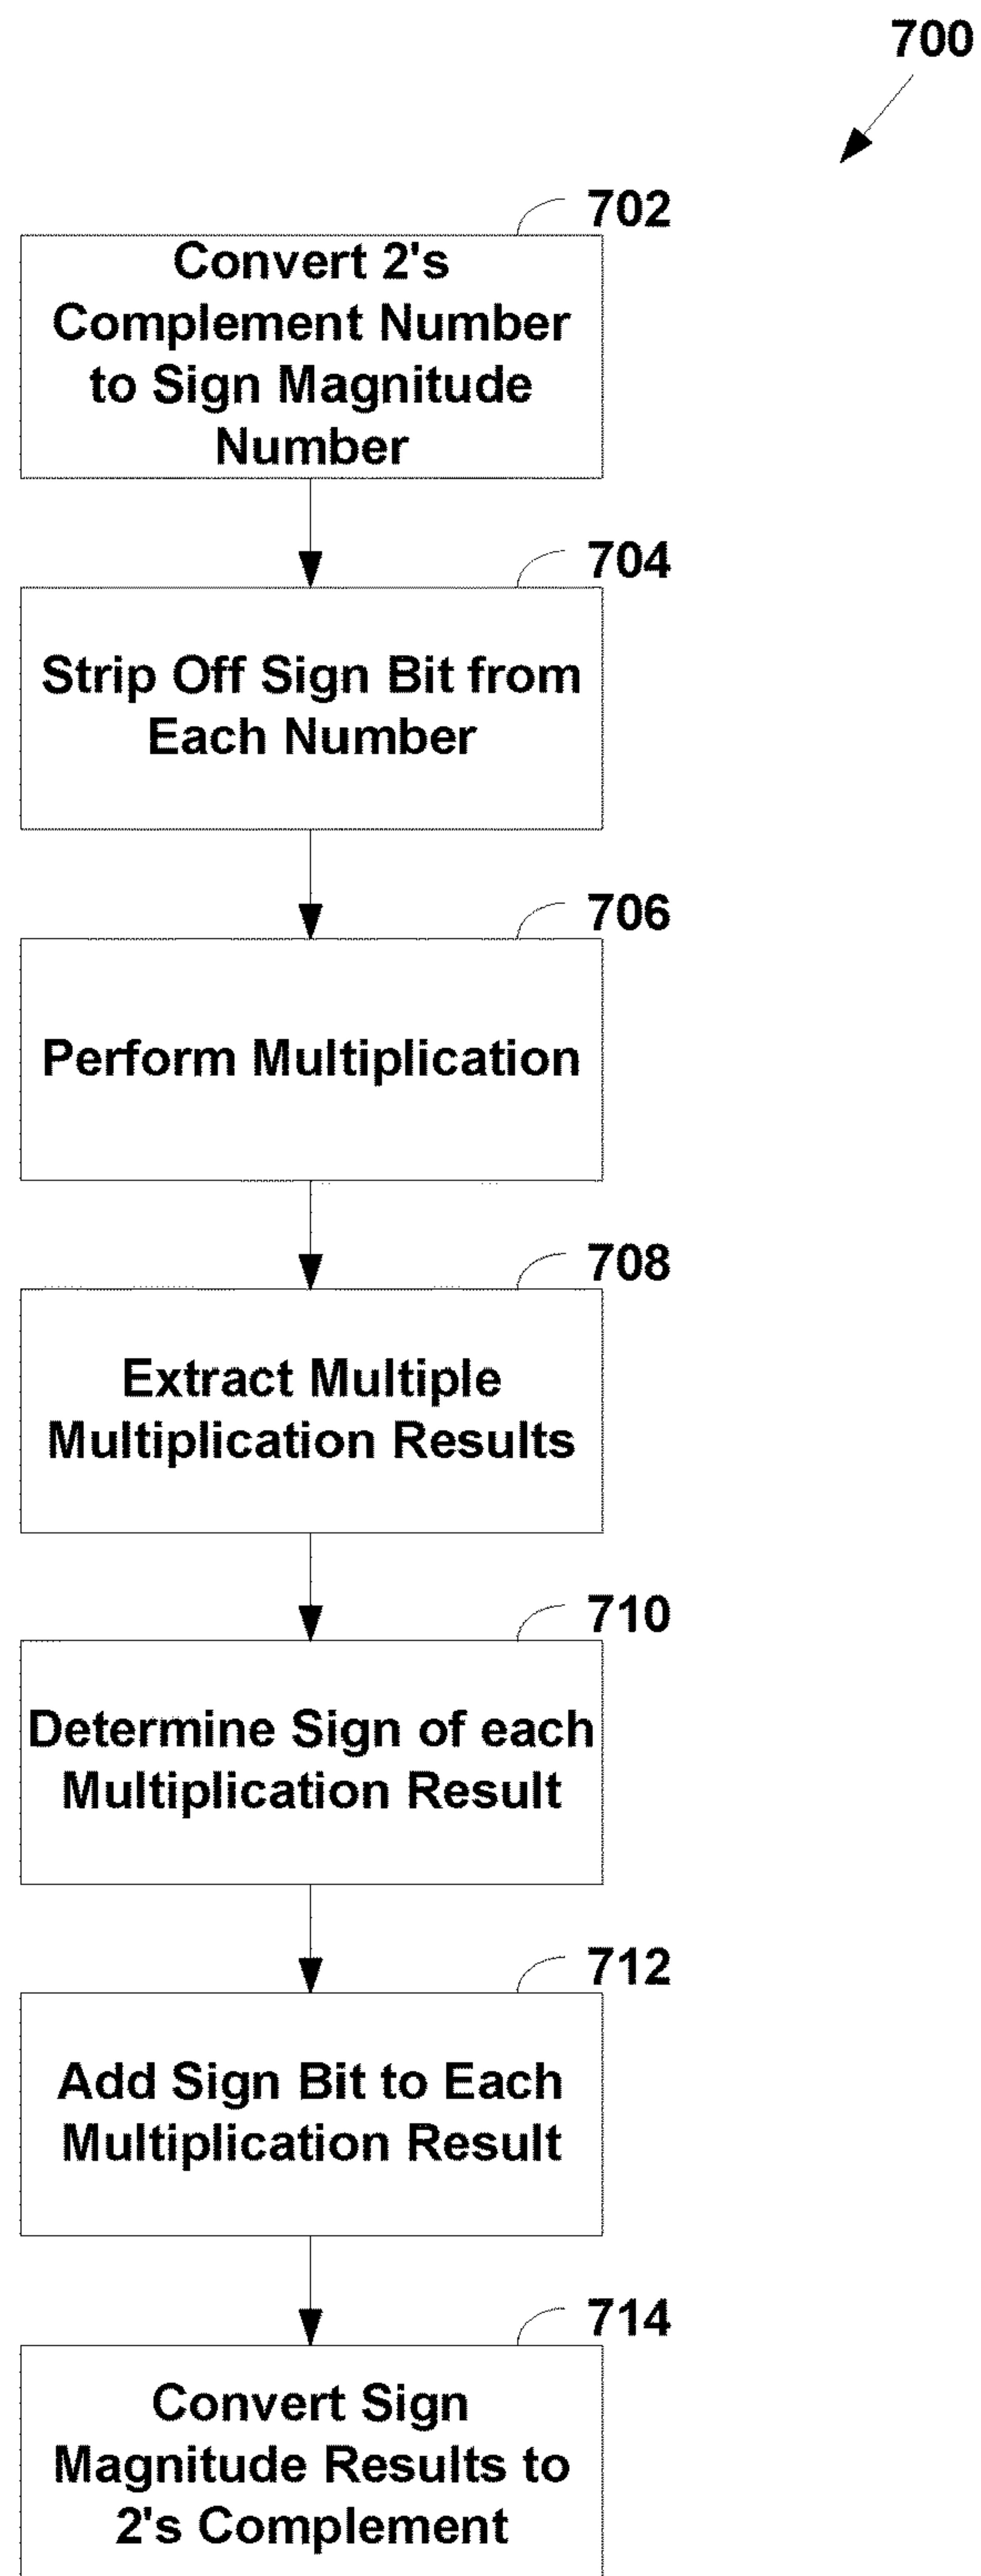 700
702
Convert 2's
Complement Number
to Sign Magnitude
Number
704
Strip Off Sign Bit from
Each Number
706
Perform Multiplication
708
Extract Multiple
Multiplication Results
710
Determine Sign of each
Multiplication Result
712
Add Sign Bit to Each
Multiplication Result
714
Convert Sign
Magnitude Results to
2's Complement